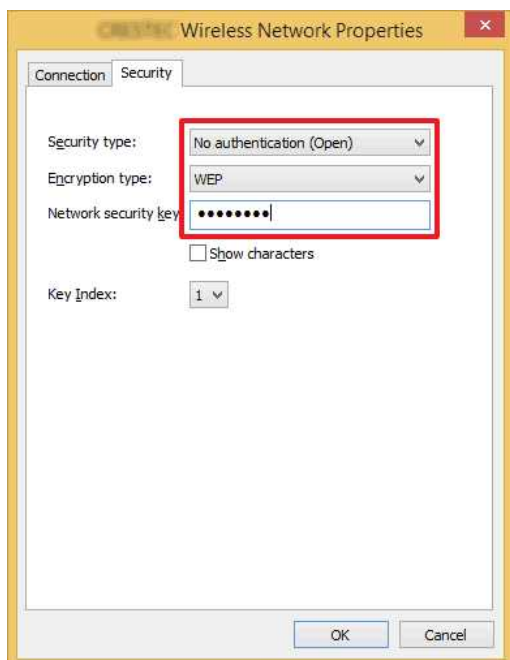 Wireless Network Properties
Connection Security
Security type: No authentication (Open)
Encryption type: WEP
Network security key ••••••••
Show characters
Key Index: 1
OK Cancel